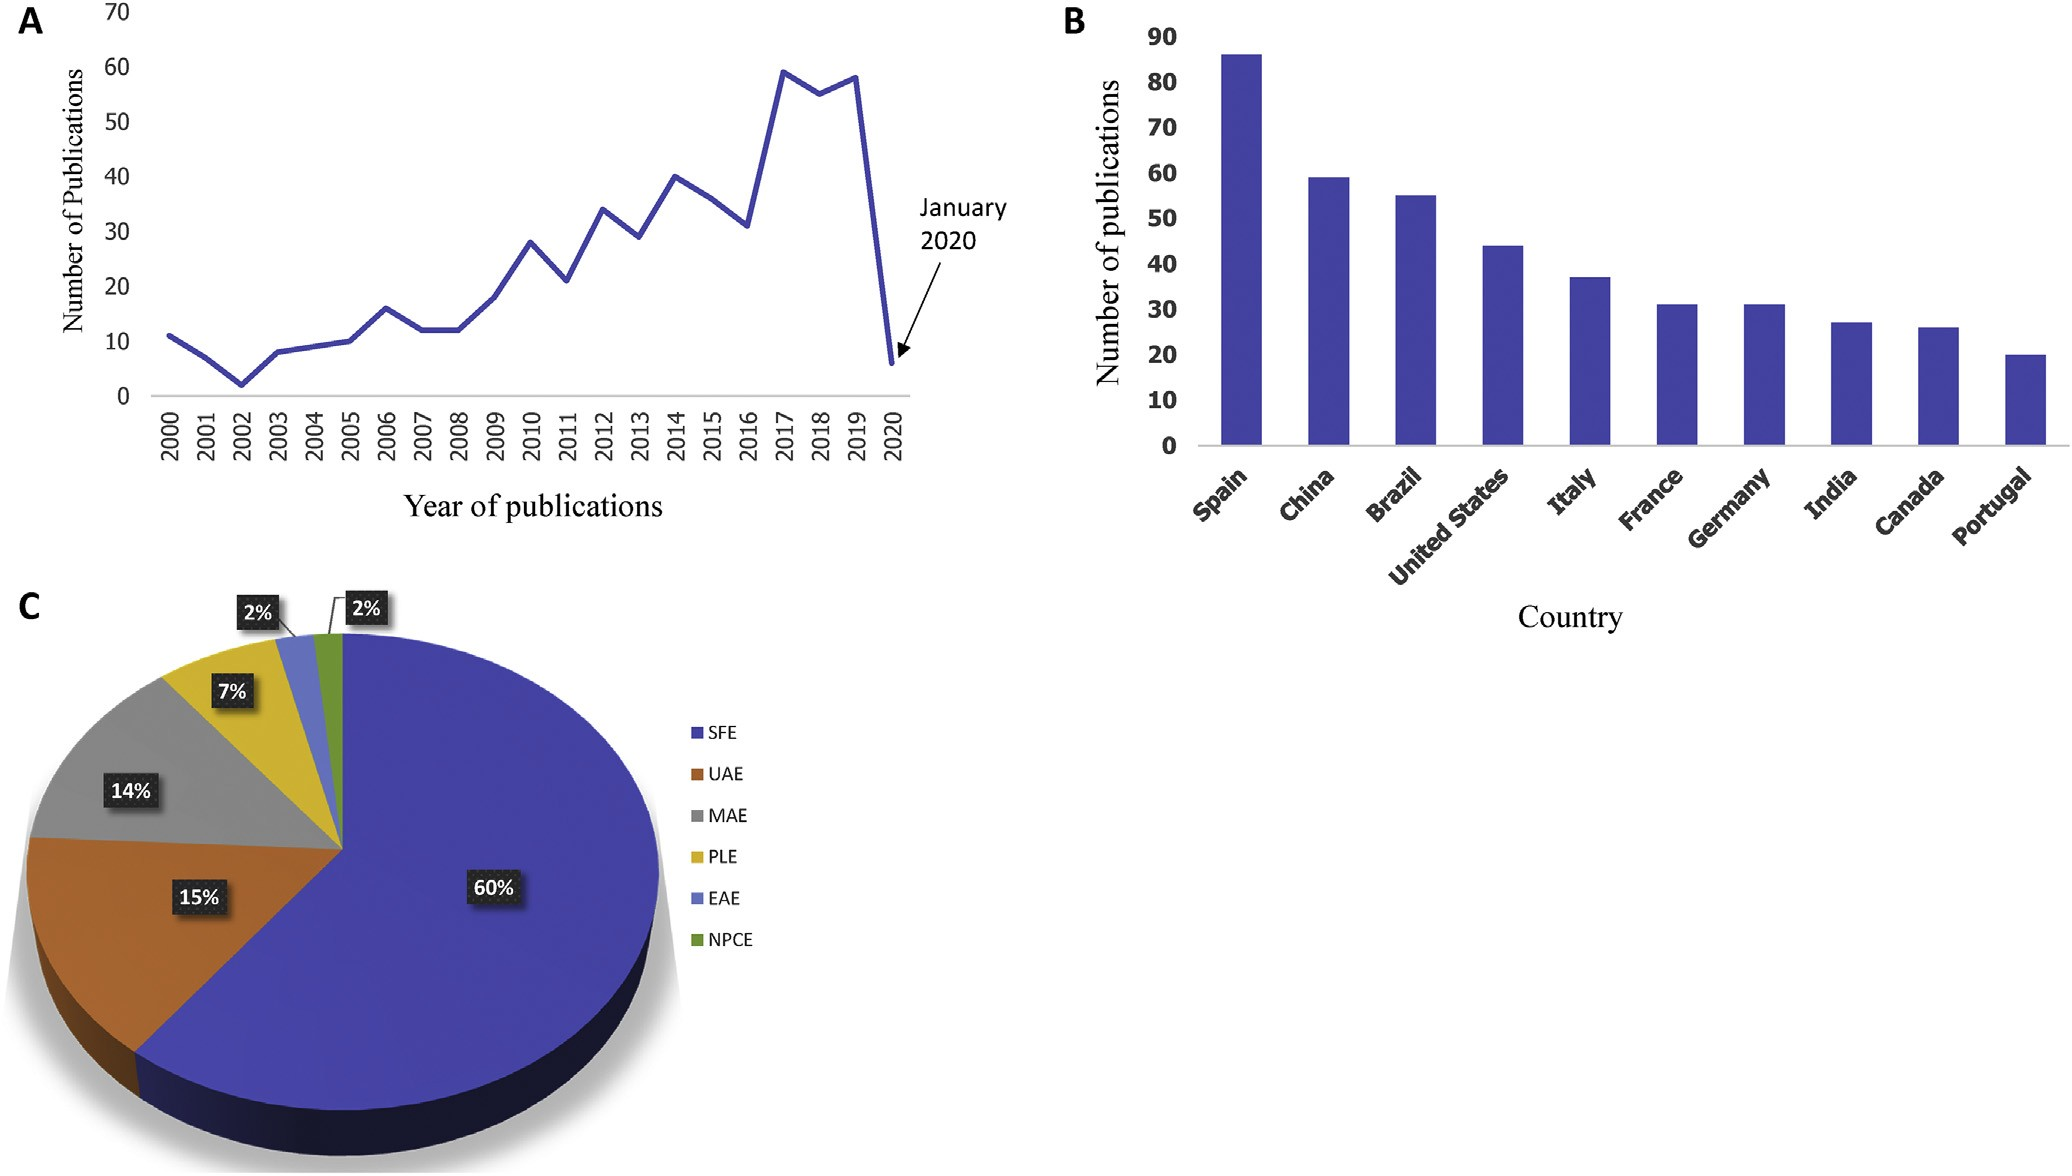 A
70
60
50
40
30
20
10
0
Number of Publications
2000
2001
2002
2003
2004
2005
2006
2007
2008
2009
2010
2011
2012
2013
2014
2015
2016
2017
2018
2019
2020
Year of publications
January
2020
B
90
80
70
60
50
40
30
20
10
0
Number of publications
Spain
China
Brazil
United States
Italy
France
Germany
India
Canada
Portugal
Country
C
2%
2%
7%
14%
15%
60%
SFE
UAE
MAE
PLE
EAE
NPCE